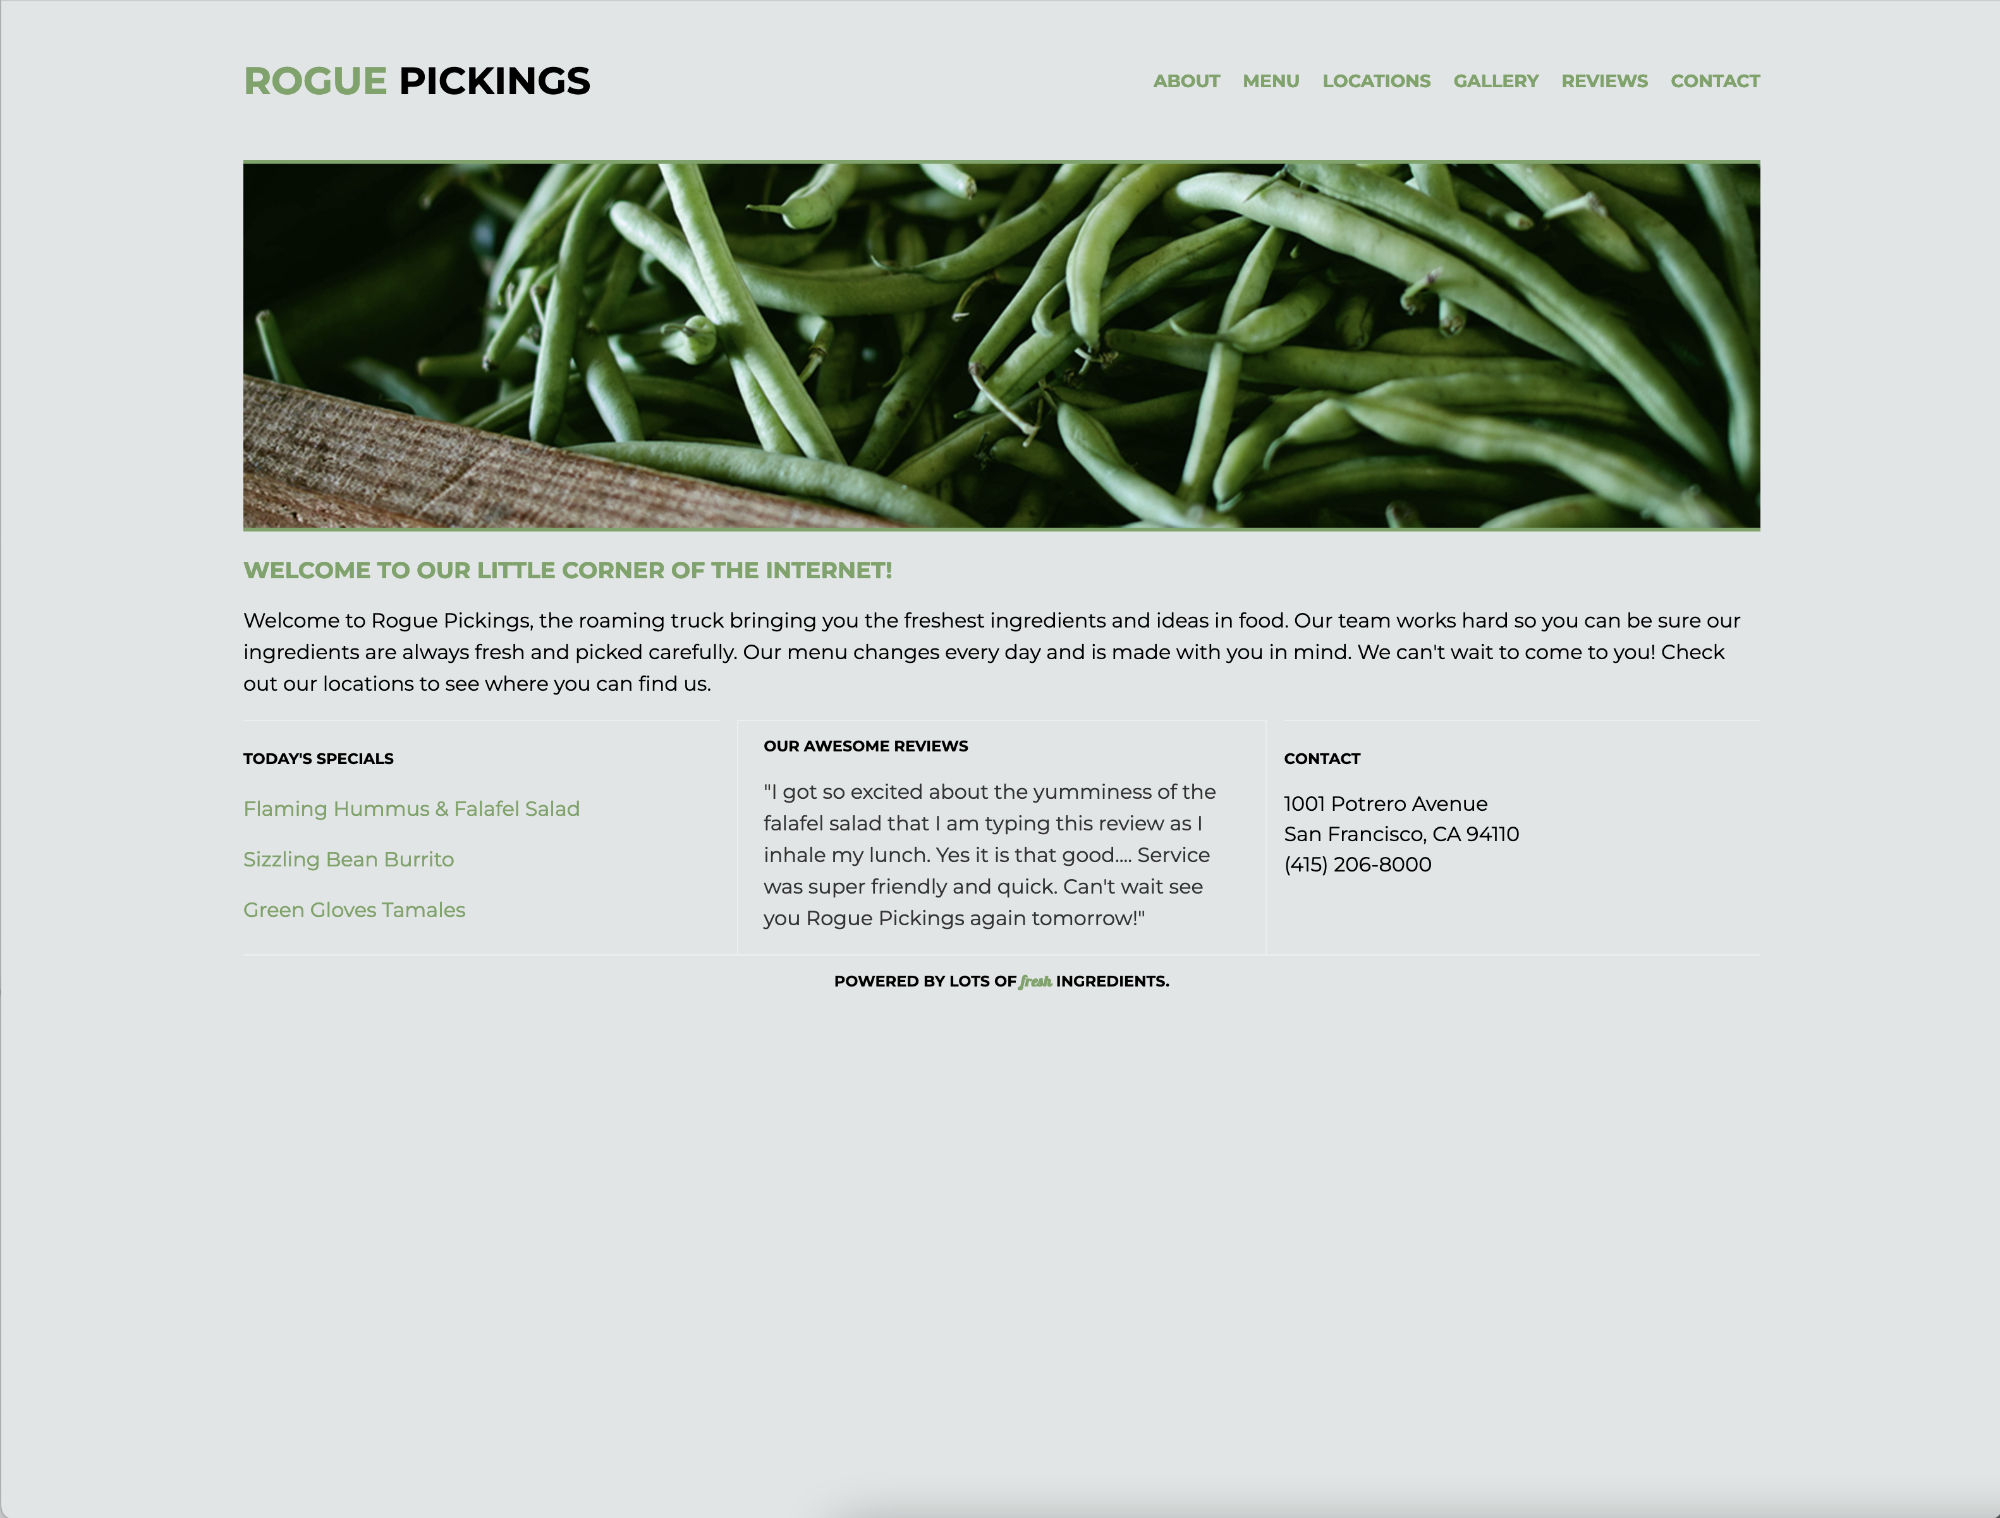 ROGUE PICKINGS
ABOUT MENU LOCATIONS GALLERY REVIEWS CONTACT
WELCOME TO OUR LITTLE CORNER OF THE INTERNET!
Welcome to Rogue Pickings, the roaming truck bringing you the freshest ingredients and ideas in food. Our team works hard so you can be sure our
ingredients are always fresh and picked carefully. Our menu changes every day and is made with you in mind. We can't wait to come to you! Check
out our locations to see where you can find us.
TODAY'S SPECIALS
Flaming Hummus & Falafel Salad
Sizzling Bean Burrito
Green Gloves Tamales
OUR AWESOME REVIEWS
"I got so excited about the yumminess of the
falafel salad that I am typing this review as I
inhale my lunch. Yes it is that good.... Service
was super friendly and quick. Can't wait see
you Rogue Pickings again tomorrow!"
CONTACT
1001 Potrero Avenue
San Francisco, CA 94110
(415) 206-8000
POWERED BY LOTS OF fresh INGREDIENTS.